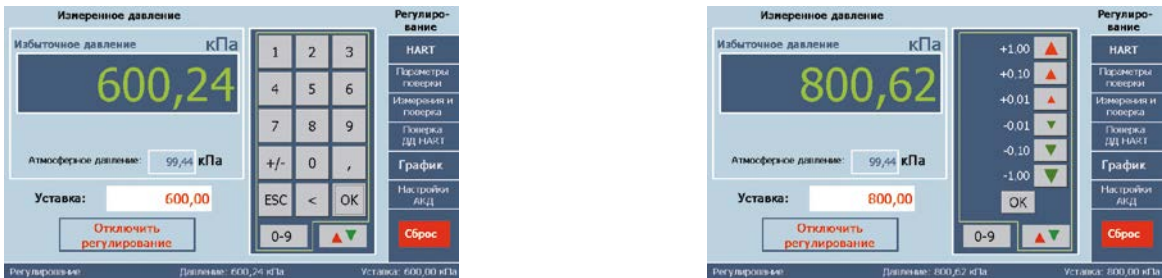 Измеренное давление
Регулиро-
вание
Избыточное давление кПа
600,24
Атмосферное давление: 99,44 кПа
Уставка: 600,00
Отключить
регулирование
1 2 3
4 5 6
7 8 9
+/- 0 ,
ESC < OK
0-9 ▲▼
HART
Параметры
поверки
Измерения и
поверка
Поверка
ДД HART
График
Настройки
АКД
Сброс
Регулирование Давление: 600,24 кПа Уставка: 600,00 кПа
Измеренное давление
Регулиро-
вание
Избыточное давление кПа
800,62
Атмосферное давление: 99,44 кПа
Уставка: 800,00
Отключить
регулирование
+1,00 ▲
+0,10 ▲
+0,01 ▲
-0,01 ▼
-0,10 ▼
-1,00 ▼
OK
0-9 ▲▼
HART
Параметры
поверки
Измерения и
поверка
Поверка
ДД HART
График
Настройки
АКД
Сброс
Регулирование Давление: 800,62 кПа Уставка: 800,00 кПа